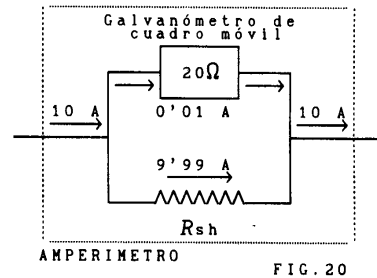 Galvanómetro de
cuadro móvil
20Ω
10 A
0'01 A
10 A
9'99 A
Rsh
AMPERIMETRO
FIG.20